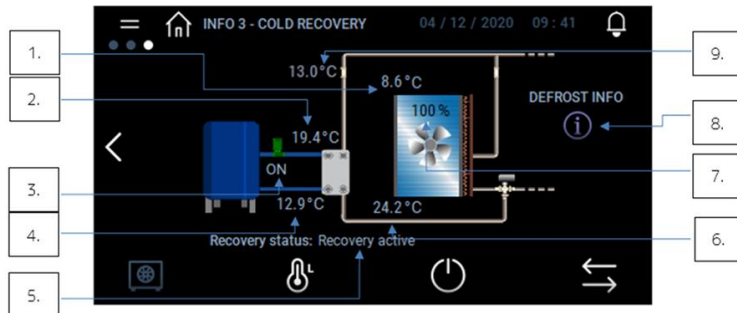 INFO 3 - COLD RECOVERY
04 / 12 / 2020 09 : 41
1.
9.
13.0°C
8.6°C
2.
DEFROST INFO
100 %
19.4°C
8.
i
3.
ON
7.
4.
12.9°C
24.2°C
6.
Recovery status: Recovery active
L
5.